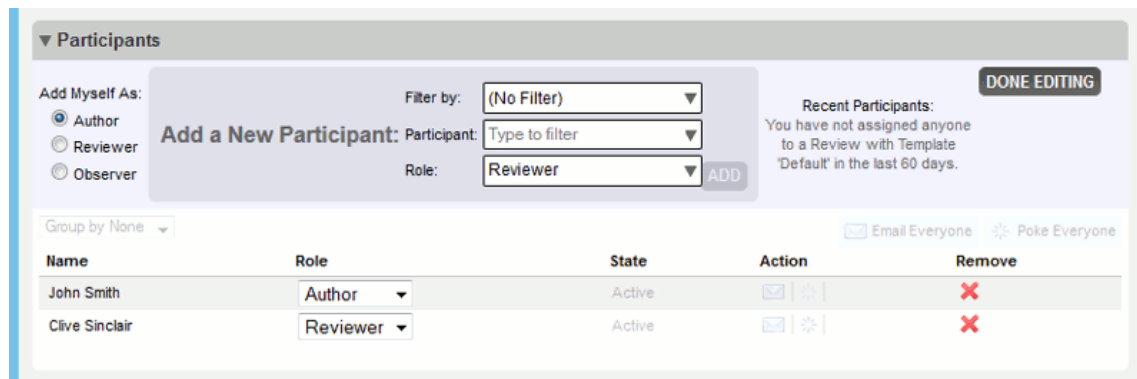 Participants
DONE EDITING
Add Myself As:
Author
Reviewer
Observer
Add a New Participant:
Filter by: (No Filter)
Participant: Type to filter
Role: Reviewer
ADD
Recent Participants:
You have not assigned anyone
to a Review with Template
'Default' in the last 60 days.
Group by None
Email Everyone Poke Everyone
Name Role State Action Remove
John Smith Author Active
Clive Sinclair Reviewer Active